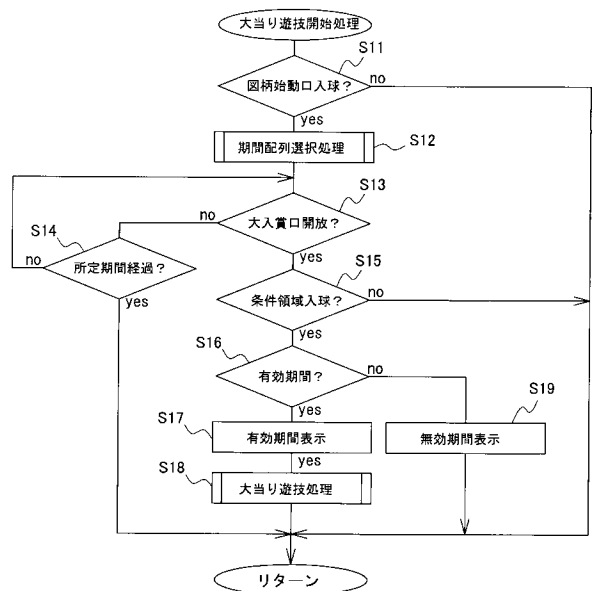 大当り遊技開始処理
S11
図柄始動口入球?
no
yes
期間配列選択処理
S12
S13
大入賞口開放?
no
yes
S14
所定期間経過?
no
yes
S15
条件領域入球?
no
yes
S16
有効期間?
no
yes
S17
有効期間表示
S19
無効期間表示
yes
S18
大当り遊技処理
リターン